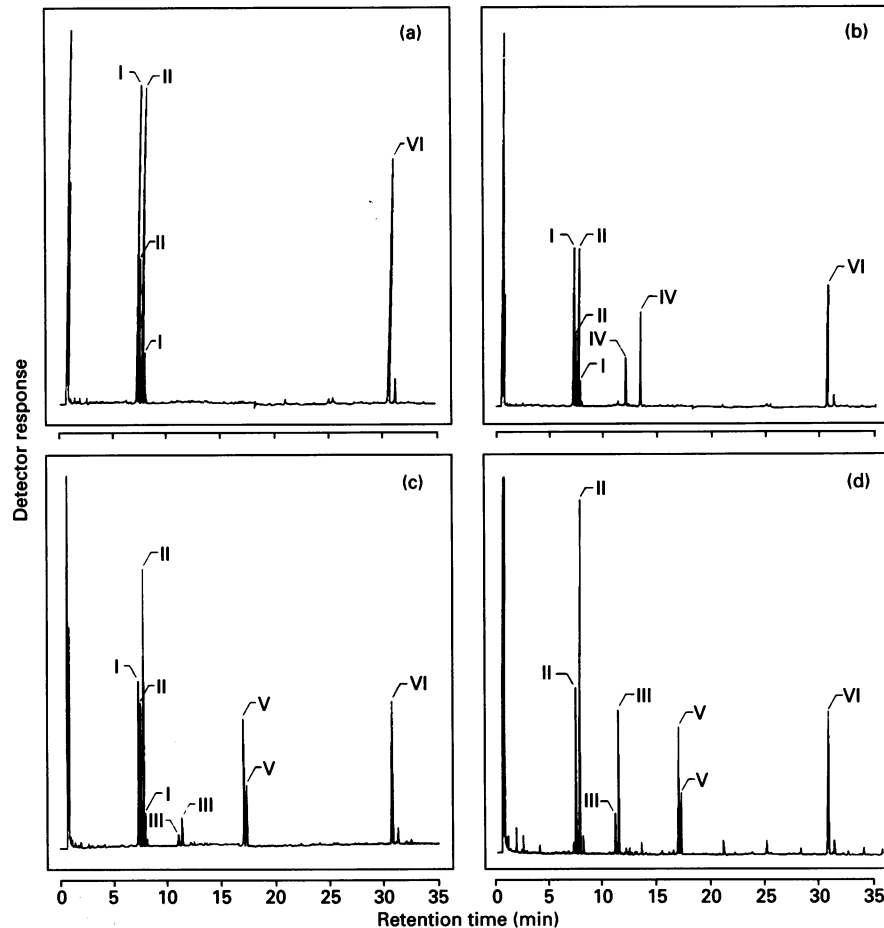 Detector response
(a)
I
II
VI
II
I
(b)
I
II
VI
IV
II
IV
I
(c)
II
I
II
V
VI
V
I
III
III
0 5 10 15 20 25 30 35
(d)
II
II
III
V
VI
V
III
0 5 10 15 20 25 30 35
Retention time (min)